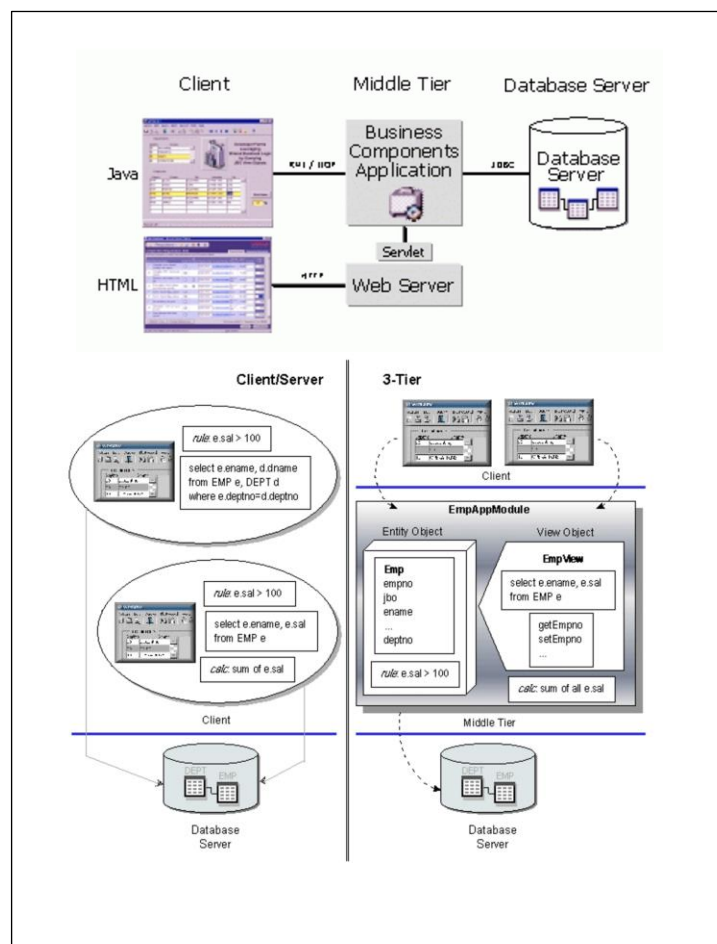 Client
Middle Tier
Database Server
Java
Business
Components
Application
JDBC
Database
Server
Servlet
HTML
HTTP
Web Server
Client/Server
rule: e.sal > 100
select e.ename, d.dname
from EMP e, DEPT d
where e.deptno=d.deptno
rule: e.sal > 100
select e.ename, e.sal
from EMP e
calc: sum of e.sal
Client
DEPT
EMP
Database
Server
3-Tier
Client
EmpAppModule
Entity Object
View Object
Emp
empno
jbo
ename
...
deptno
rule: e.sal > 100
EmpView
select e.ename, e.sal
from EMP e
getEmpno
setEmpno
...
calc: sum of all e.sal
Middle Tier
DEPT
EMP
Database
Server